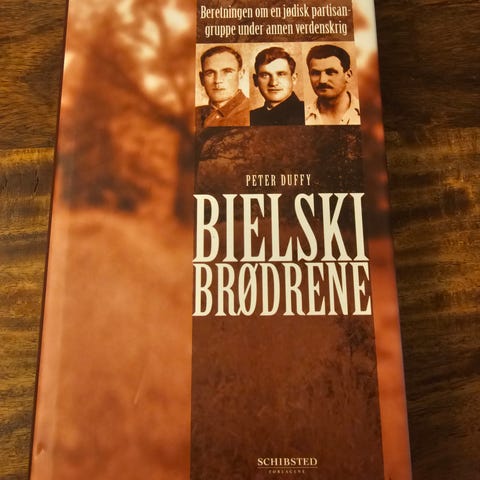 Beretningen om en jødisk partisan-
gruppe under annen verdenskrig
PETER DUFFY
BIELSKI
BRØDRENE
SCHIBSTED
FORLAGENE